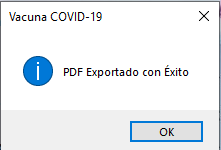 Vacuna COVID-19
PDF Exportado con Éxito
OK